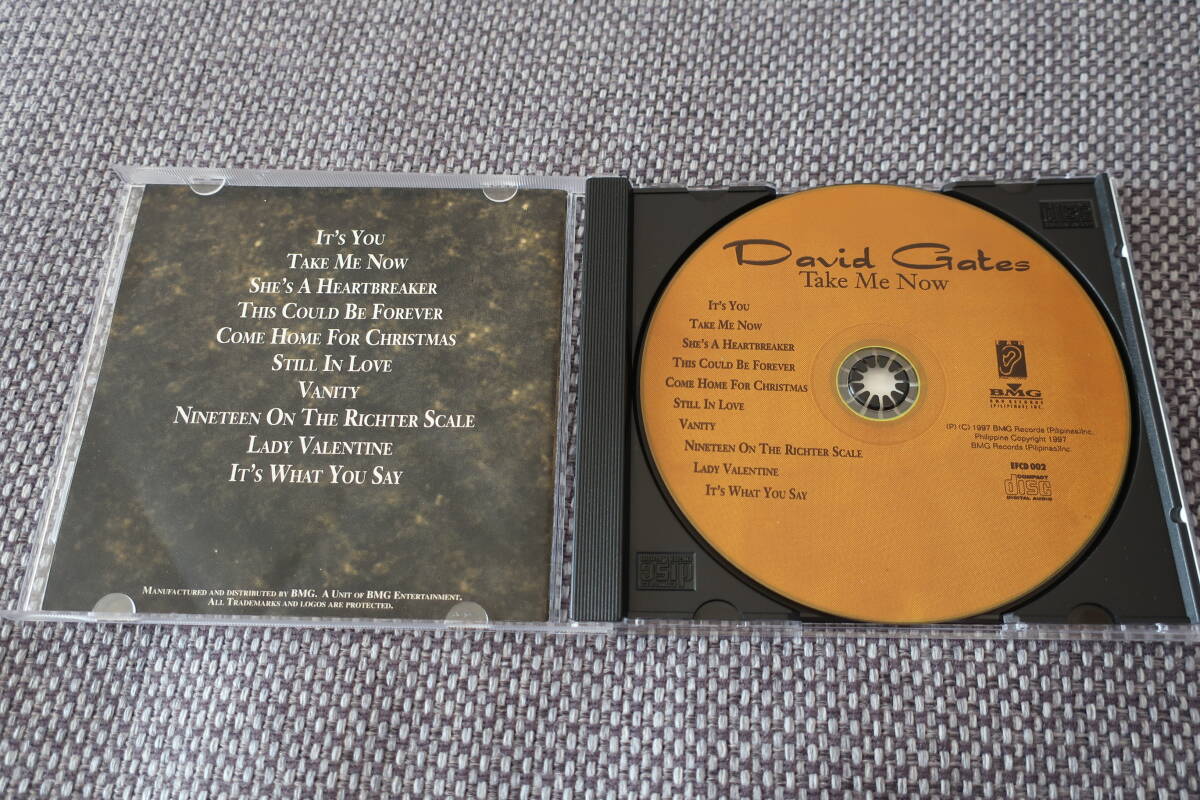 It's You
Take Me Now
She's A Heartbreaker
This Could Be Forever
Come Home For Christmas
Still In Love
Vanity
Nineteen On The Richter Scale
Lady Valentine
It's What You Say
Manufactured and distributed by BMG. A Unit of BMG Entertainment.
All Trademarks and logos are protected.
David Gates
Take Me Now
It's You
Take Me Now
She's A Heartbreaker
This Could Be Forever
Come Home For Christmas
Still In Love
Vanity
Nineteen On The Richter Scale
Lady Valentine
It's What You Say
BMG
BMG RECORDS
(PILIPINAS), INC.
(P) (C) 1997 BMG Records (Pilipinas)Inc.
Philippine Copyright 1997
BMG Records (Pilipinas)Inc.
EFCD 002
COMPACT
disc
DIGITAL AUDIO